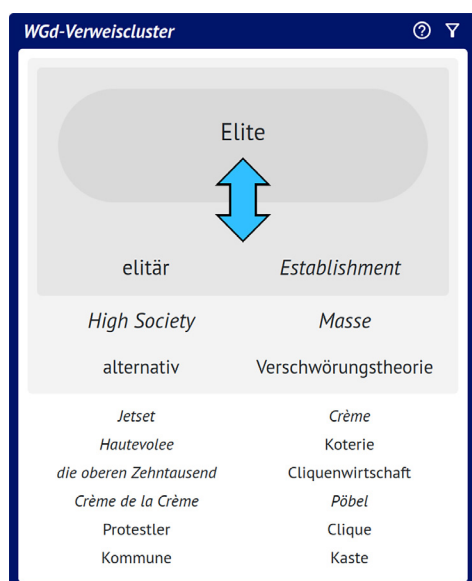 WGd-Verweiscluster
Elite
elitär Establishment
High Society Masse
alternativ Verschwörungstheorie
Jetset Crème
Hautevolee Koterie
die oberen Zehntausend Cliquenwirtschaft
Crème de la Crème Pöbel
Protestler Clique
Kommune Kaste